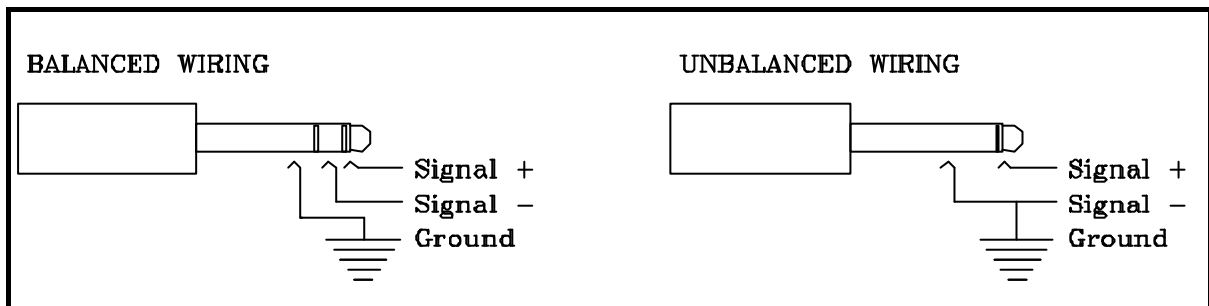 BALANCED WIRING
Signal +
Signal -
Ground
UNBALANCED WIRING
Signal +
Signal -
Ground